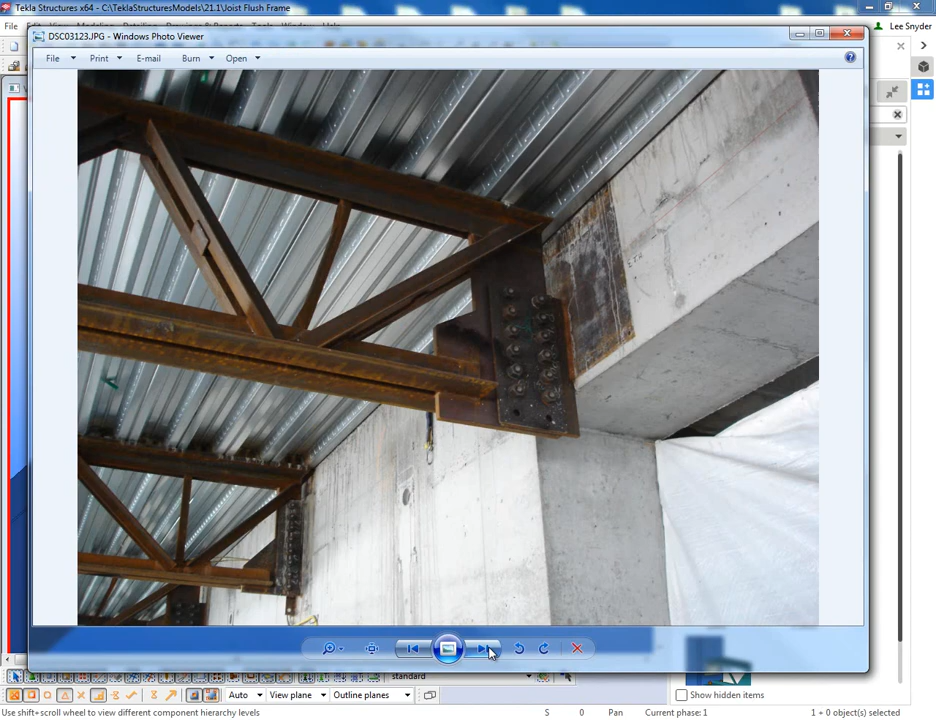 Tekla Structures x64 - C:\TeklaStructuresModels\21.1\Joist Flush Frame
File
Lee Snyder
DSC03123.JPG - Windows Photo Viewer
File Print E-mail Burn Open
standard
Auto View plane Outline planes
Show hidden items
Use shift+scroll wheel to view different component hierarchy levels S 0 Pan Current phase: 1 1 + 0 object(s) selected